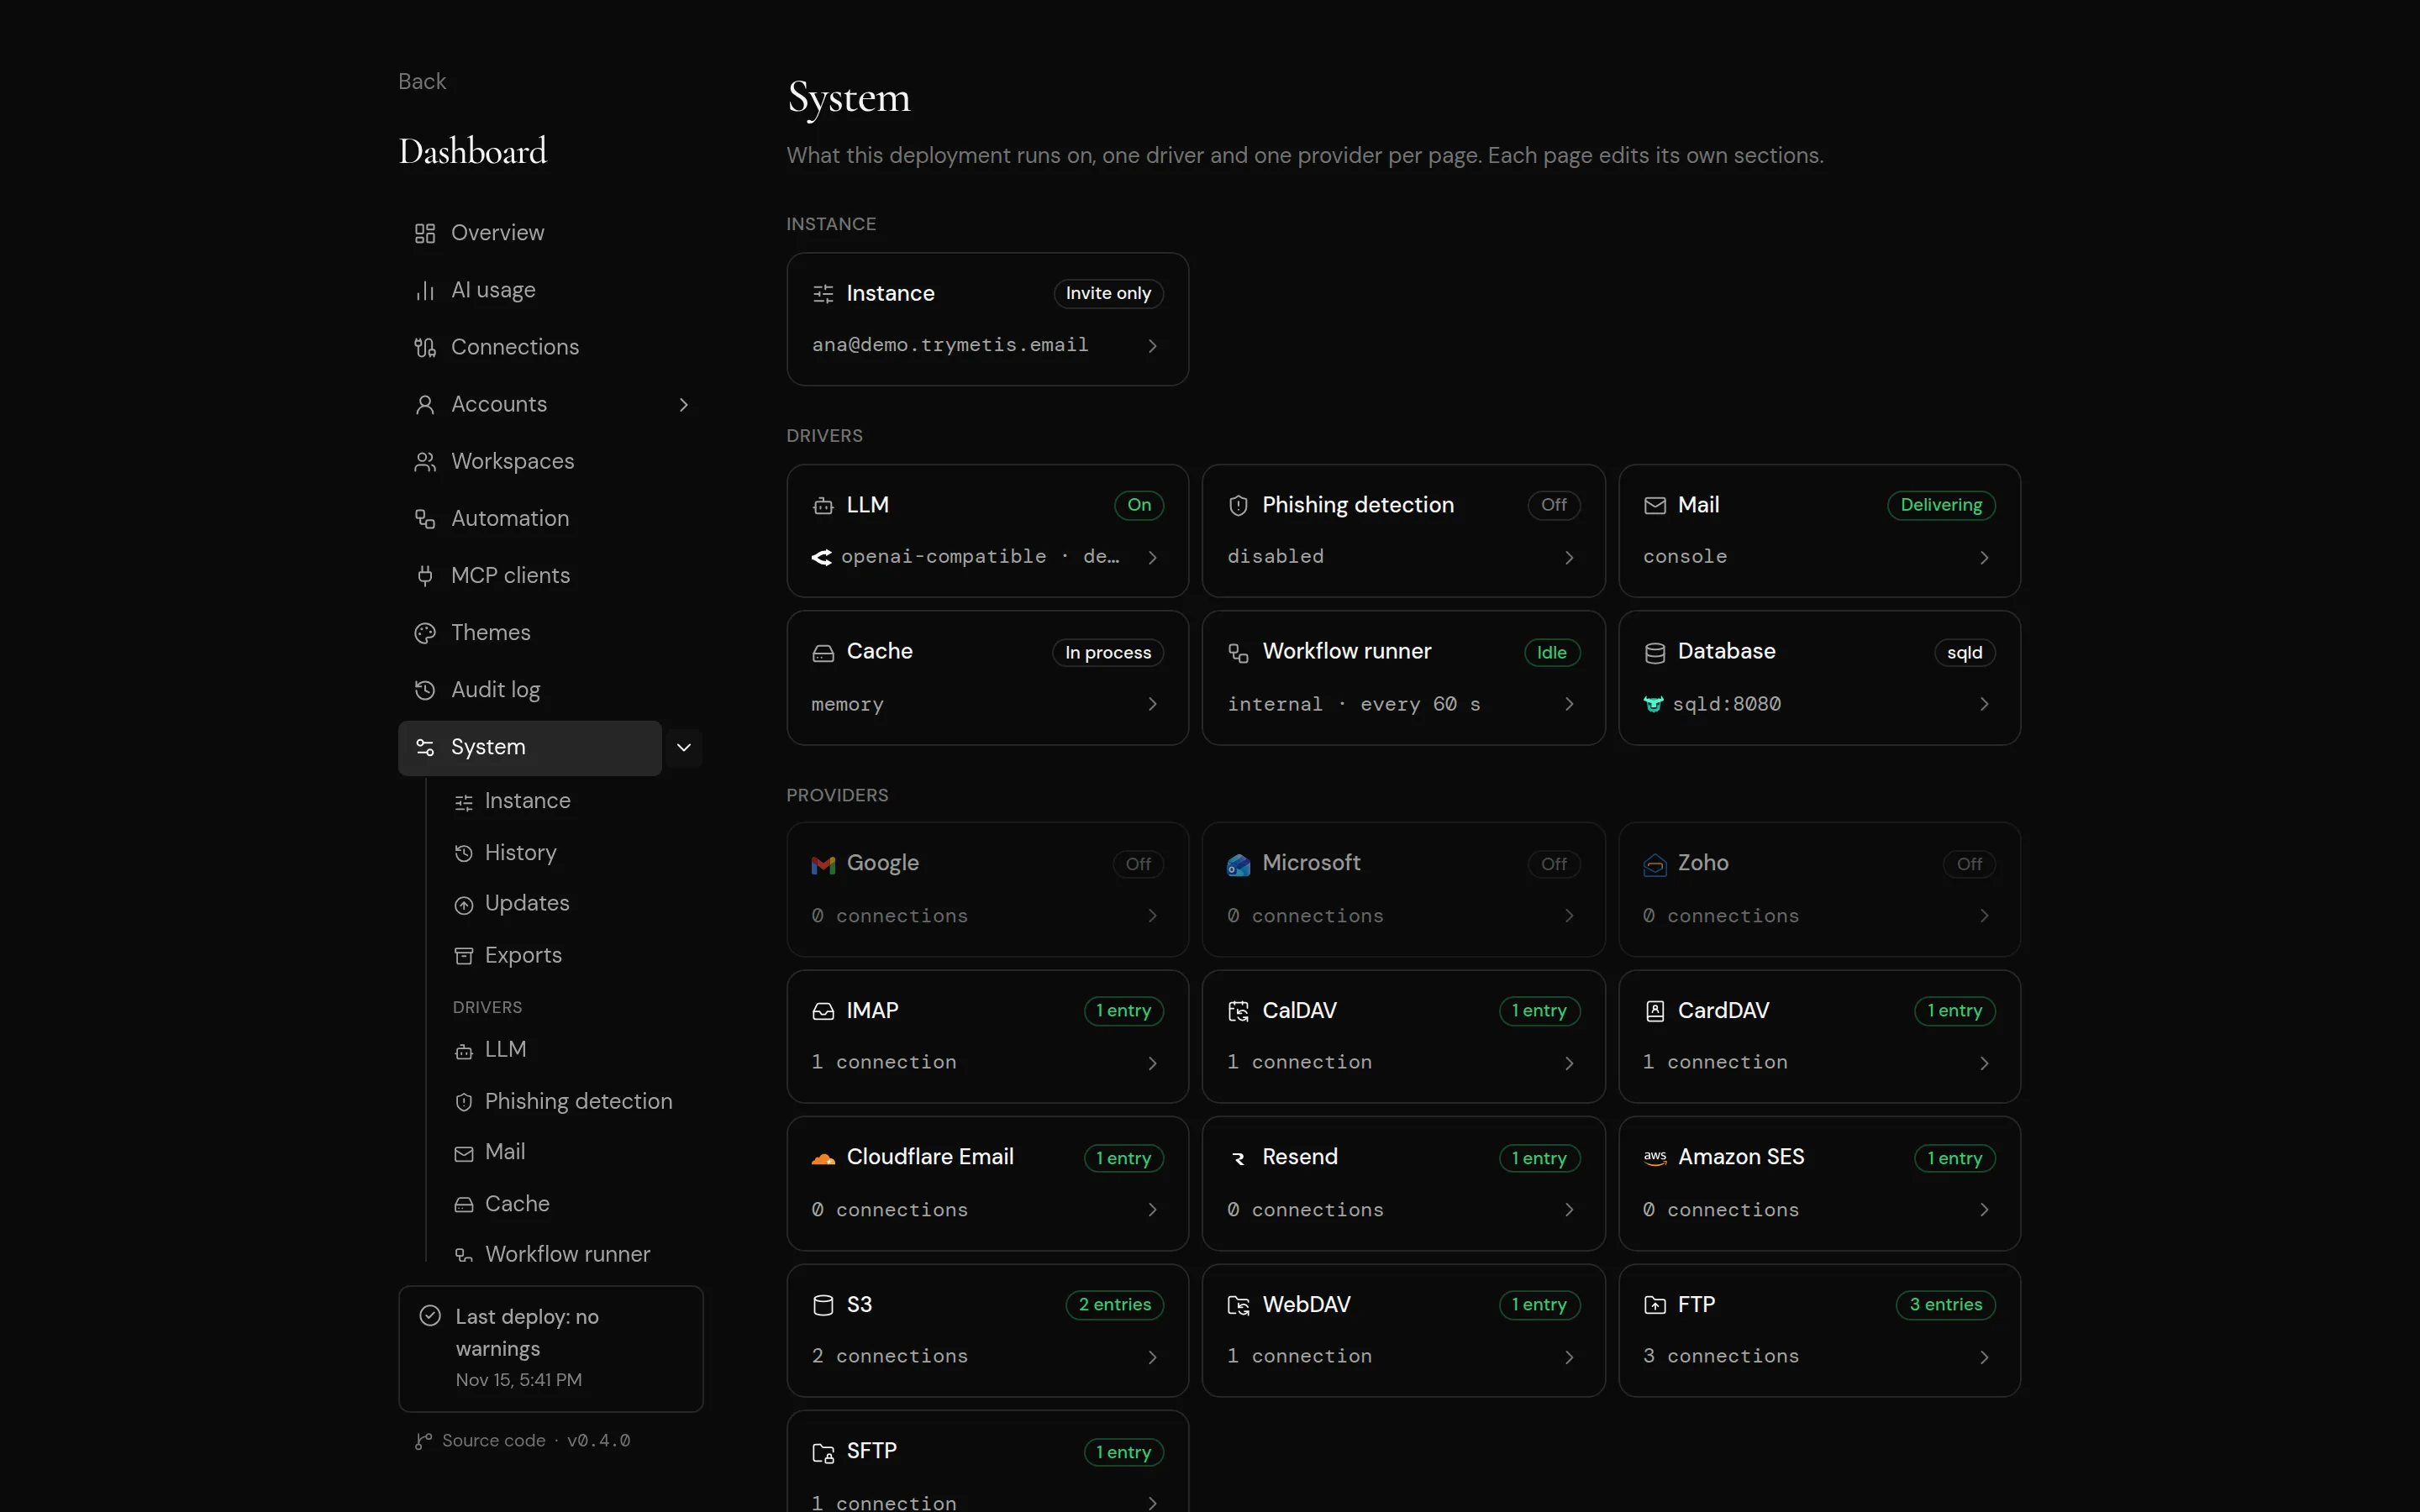 Back
Dashboard
Overview
AI usage
Connections
Accounts
Workspaces
Automation
MCP clients
Themes
Audit log
System
Instance
History
Updates
Exports
DRIVERS
LLM
Phishing detection
Mail
Cache
Workflow runner
Last deploy: no
warnings
Nov 15, 5:41 PM
Source code · v0.4.0
System
What this deployment runs on, one driver and one provider per page. Each page edits its own sections.
INSTANCE
Instance Invite only
ana@demo.trymetis.email
DRIVERS
LLM On
openai-compatible · de…
Phishing detection Off
disabled
Mail Delivering
console
Cache In process
memory
Workflow runner Idle
internal · every 60 s
Database sqld
sqld:8080
PROVIDERS
Google Off
0 connections
Microsoft Off
0 connections
Zoho Off
0 connections
IMAP 1 entry
1 connection
CalDAV 1 entry
1 connection
CardDAV 1 entry
1 connection
Cloudflare Email 1 entry
0 connections
Resend 1 entry
0 connections
aws Amazon SES 1 entry
0 connections
S3 2 entries
2 connections
WebDAV 1 entry
1 connection
FTP 3 entries
3 connections
SFTP 1 entry
1 connection